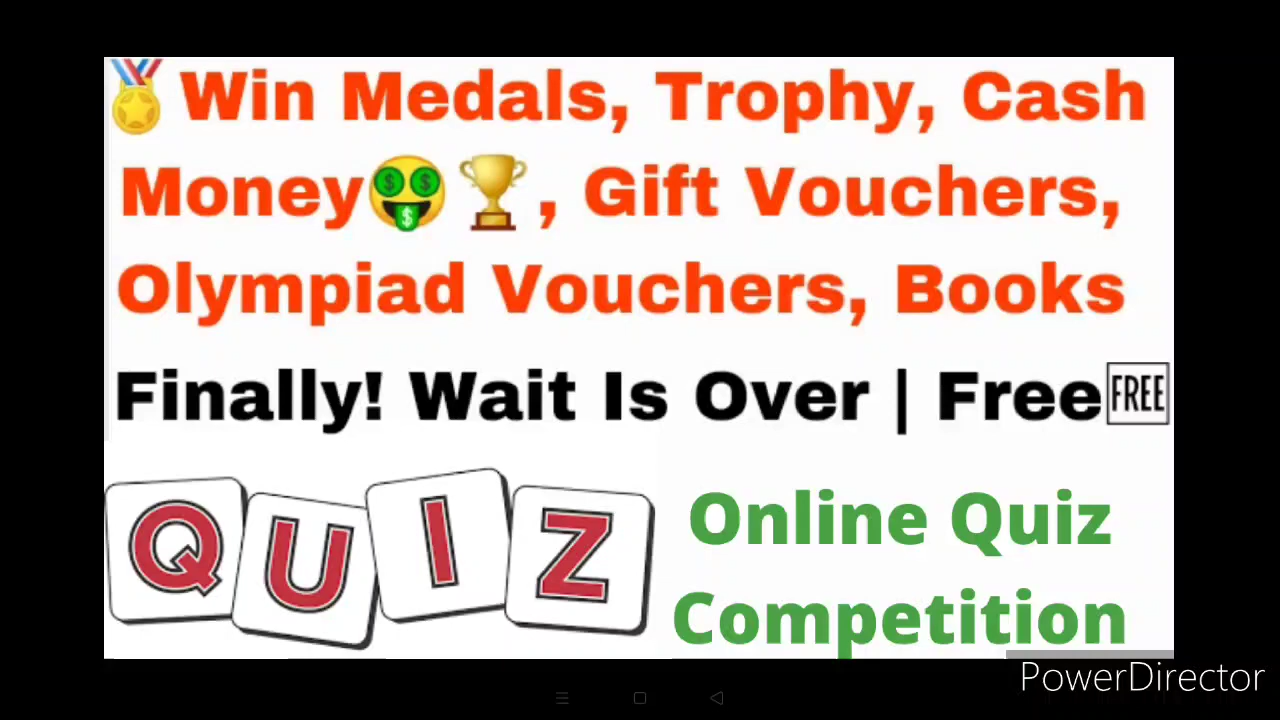 🏅Win Medals, Trophy, Cash
Money🤑🏆, Gift Vouchers,
Olympiad Vouchers, Books
Finally! Wait Is Over | Free🆓
QUIZ
Online Quiz
Competition
PowerDirector